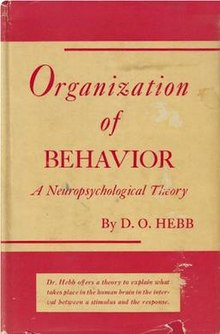 Organization
of
BEHAVIOR
A Neuropsychological Theory
By D. O. HEBB
Dr. Hebb offers a theory to explain what
takes place in the human brain in the inter-
val between a stimulus and the response.